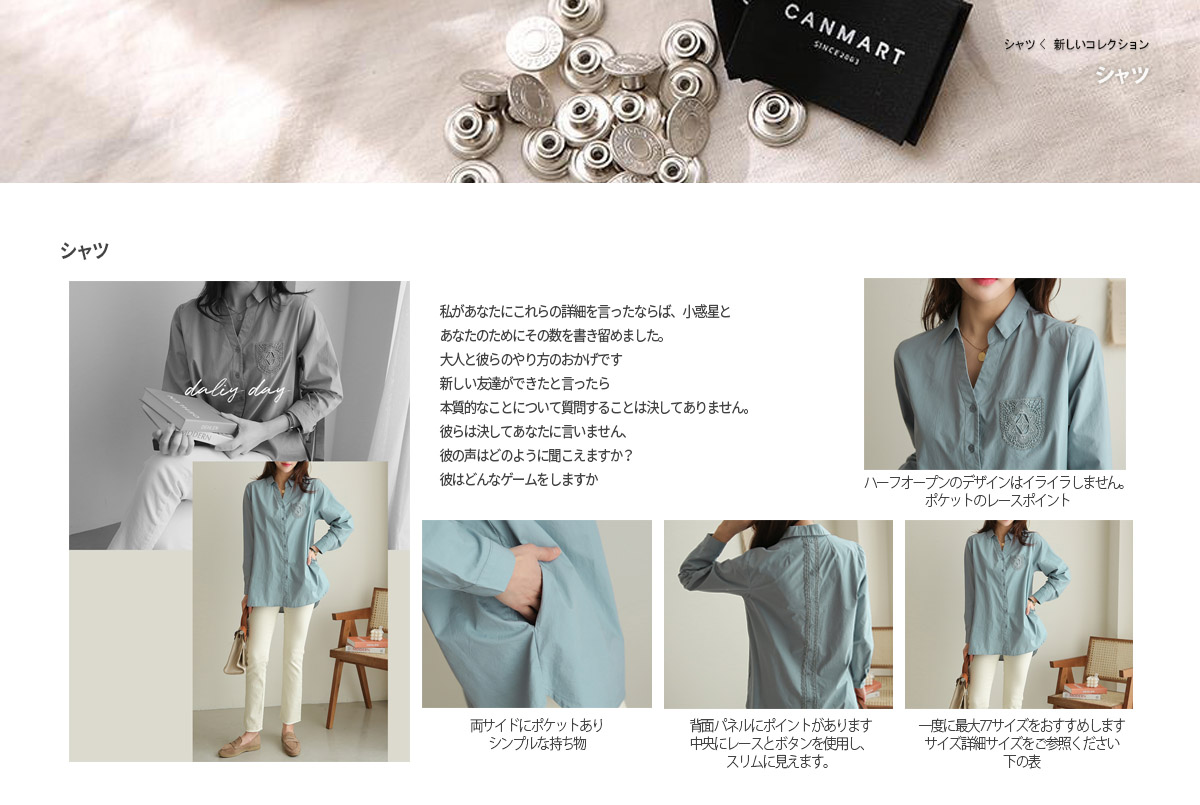 CANMART
SINCE 2003
シャツ く 新しいコレクション
シャツ
シャツ
daliy day
私があなたにこれらの詳細を言ったならば、小惑星と
あなたのためにその数を書き留めました。
大人と彼らのやり方のおかげです
新しい友達ができたと言ったら
本質的なことについて質問することは決してありません。
彼らは決してあなたに言いません、
彼の声はどのように聞こえますか？
彼はどんなゲームをしますか
ハーフオープンのデザインはイライラしません。
ポケットのレースポイント
両サイドにポケットあり
シンプルな持ち物
背面パネルにポイントがあります
中央にレースとボタンを使用し、
スリムに見えます。
一度に最大77サイズをおすすめします
サイズ詳細サイズをご参照ください
下の表